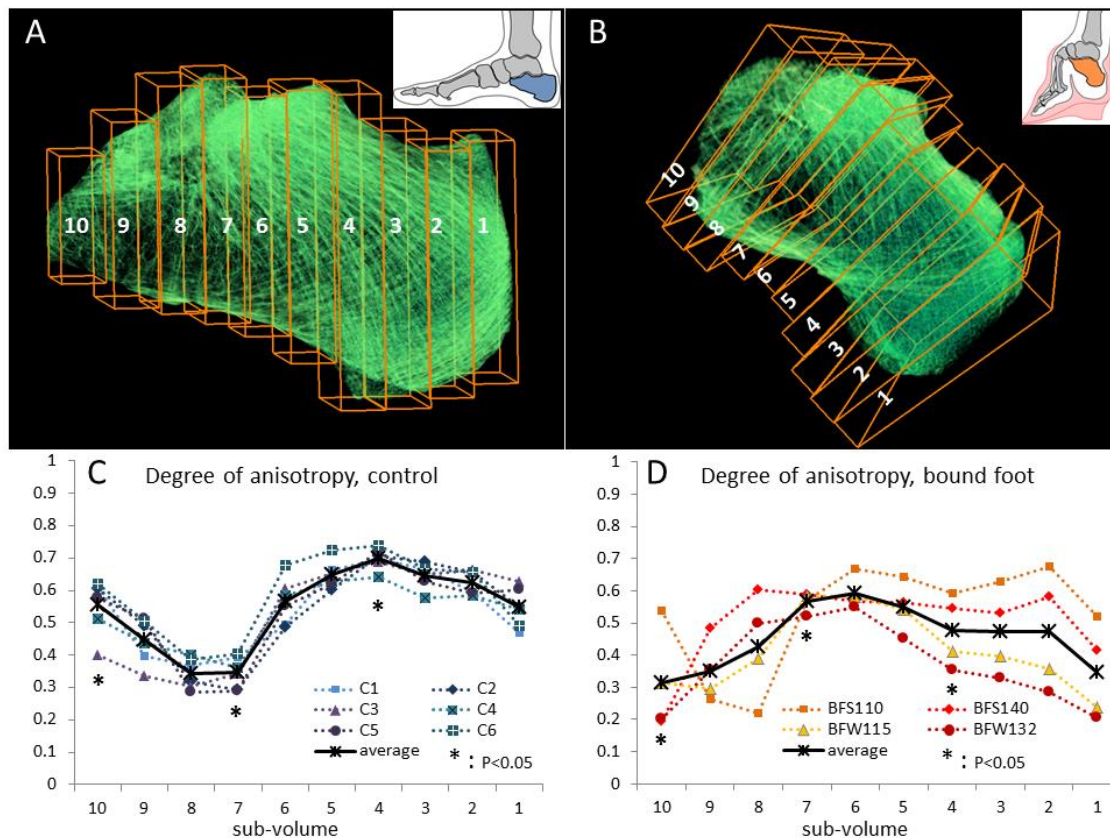 A
10 9 8 7 6 5 4 3 2 1
B
10
9
8
7
6
5
4
3
2
1
C Degree of anisotropy, control
1
0.9
0.8
0.7
0.6
0.5
0.4
0.3
0.2
0.1
0
* * *
C1 C2
C3 C4
C5 C6
average * : P<0.05
10 9 8 7 6 5 4 3 2 1
sub-volume
D Degree of anisotropy, bound foot
1
0.9
0.8
0.7
0.6
0.5
0.4
0.3
0.2
0.1
0
* * *
BFS110 BFS140
BFW115 BFW132
average * : P<0.05
10 9 8 7 6 5 4 3 2 1
sub-volume